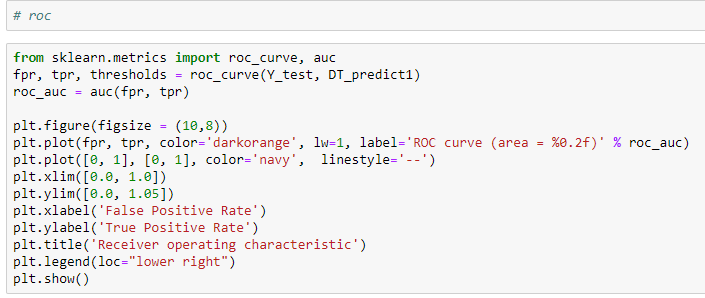 # roc
from sklearn.metrics import roc_curve, auc
fpr, tpr, thresholds = roc_curve(Y_test, DT_predict1)
roc_auc = auc(fpr, tpr)
plt.figure(figsize = (10,8))
plt.plot(fpr, tpr, color='darkorange', lw=1, label='ROC curve (area = %0.2f)' % roc_auc)
plt.plot([0, 1], [0, 1], color='navy',  linestyle='--')
plt.xlim([0.0, 1.0])
plt.ylim([0.0, 1.05])
plt.xlabel('False Positive Rate')
plt.ylabel('True Positive Rate')
plt.title('Receiver operating characteristic')
plt.legend(loc="lower right")
plt.show()